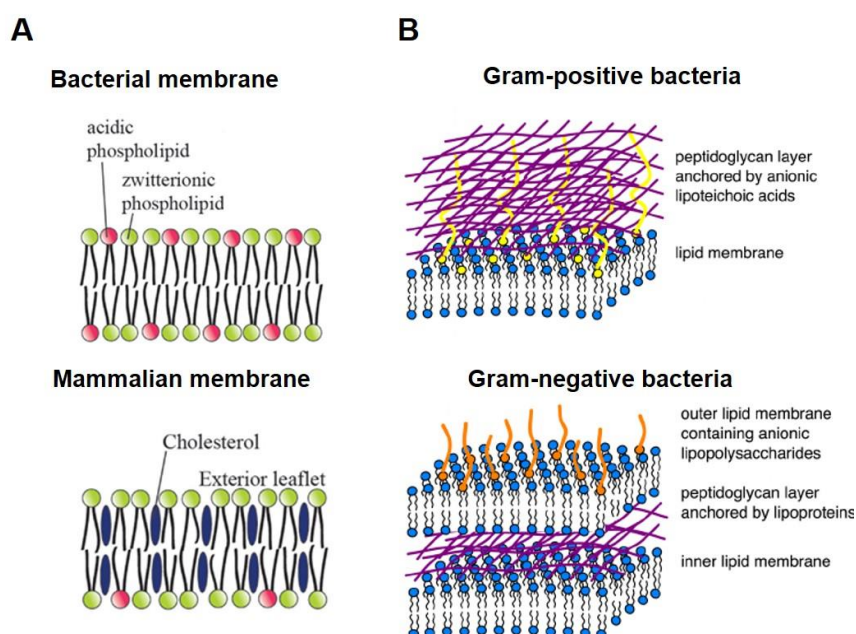 A
Bacterial membrane
acidic
phospholipid
zwitterionic
phospholipid
Mammalian membrane
Cholesterol
Exterior leaflet
B
Gram-positive bacteria
peptidoglycan layer
anchored by anionic
lipoteichoic acids
lipid membrane
Gram-negative bacteria
outer lipid membrane
containing anionic
lipopolysaccharides
peptidoglycan layer
anchored by lipoproteins
inner lipid membrane